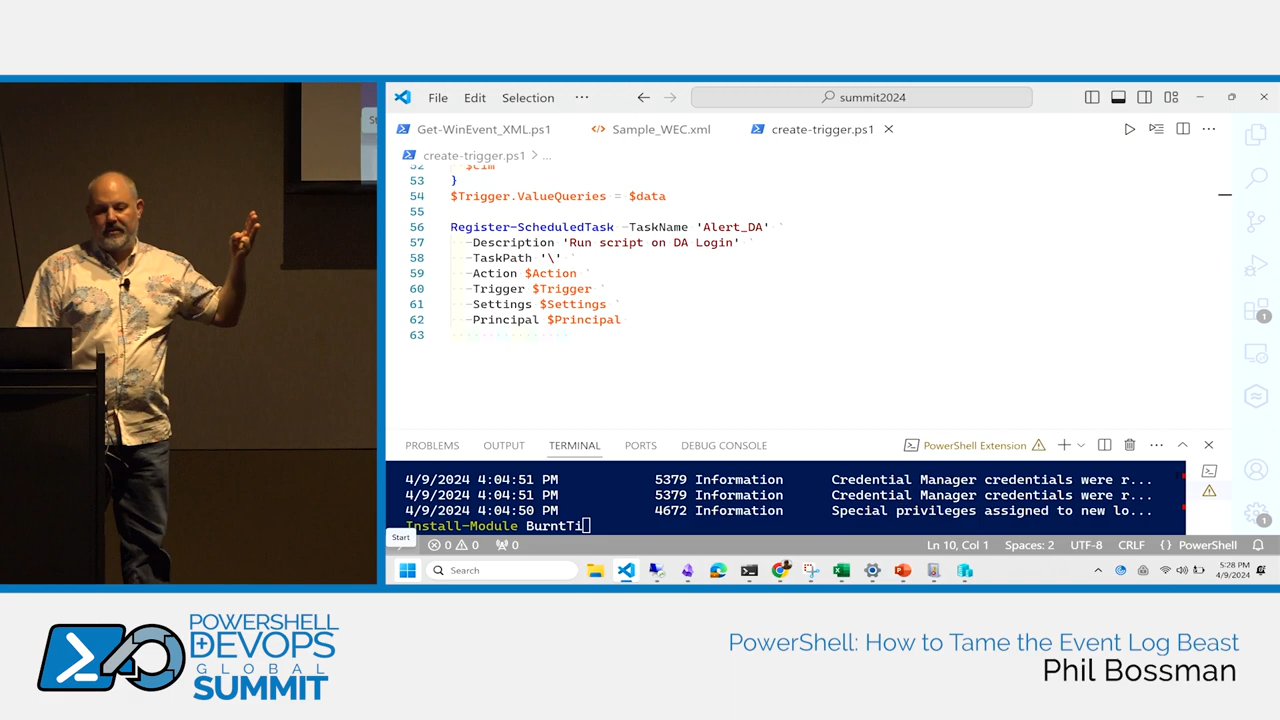 St
File Edit Selection ... summit2024
Get-WinEvent_XML.ps1 Sample_WEC.xml create-trigger.ps1
create-trigger.ps1 > ...
52 $cim
53 }
54 $Trigger.ValueQueries = $data
55
56 Register-ScheduledTask -TaskName 'Alert_DA' `
57 -Description 'Run script on DA Login' `
58 -TaskPath '\' `
59 -Action $Action `
60 -Trigger $Trigger `
61 -Settings $Settings `
62 -Principal $Principal
63
1
PROBLEMS OUTPUT TERMINAL PORTS DEBUG CONSOLE PowerShell Extension
4/9/2024 4:04:51 PM 5379 Information Credential Manager credentials were r...
4/9/2024 4:04:51 PM 5379 Information Credential Manager credentials were r...
4/9/2024 4:04:50 PM 4672 Information Special privileges assigned to new lo...
Install-Module BurntTi
Start
1
0 0 0 Ln 10, Col 1 Spaces: 2 UTF-8 CRLF {} PowerShell
Search
5:28 PM
4/9/2024
POWERSHELL
DEVOPS
GLOBAL
SUMMIT
PowerShell: How to Tame the Event Log Beast
Phil Bossman